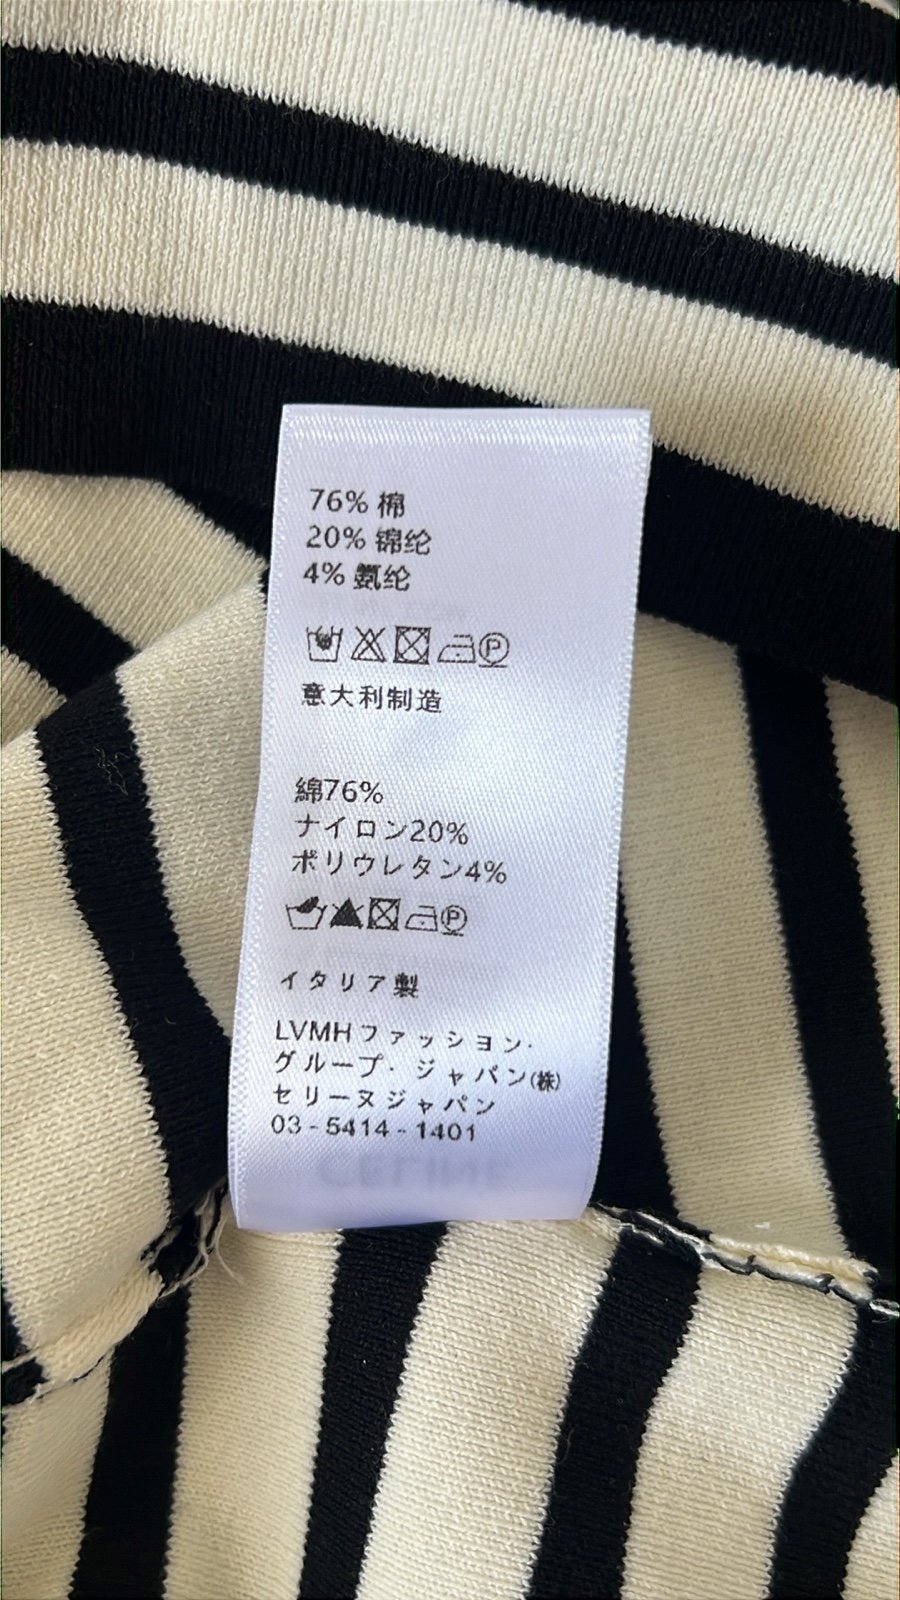 76% 棉
20% 锦纶
4% 氨纶
P
意大利制造
綿76%
ナイロン20%
ポリウレタン4%
P
イタリア製
LVMHファッション·
グループ·ジャパン(株)
セリーヌジャパン
03-5414-1401
CELINE